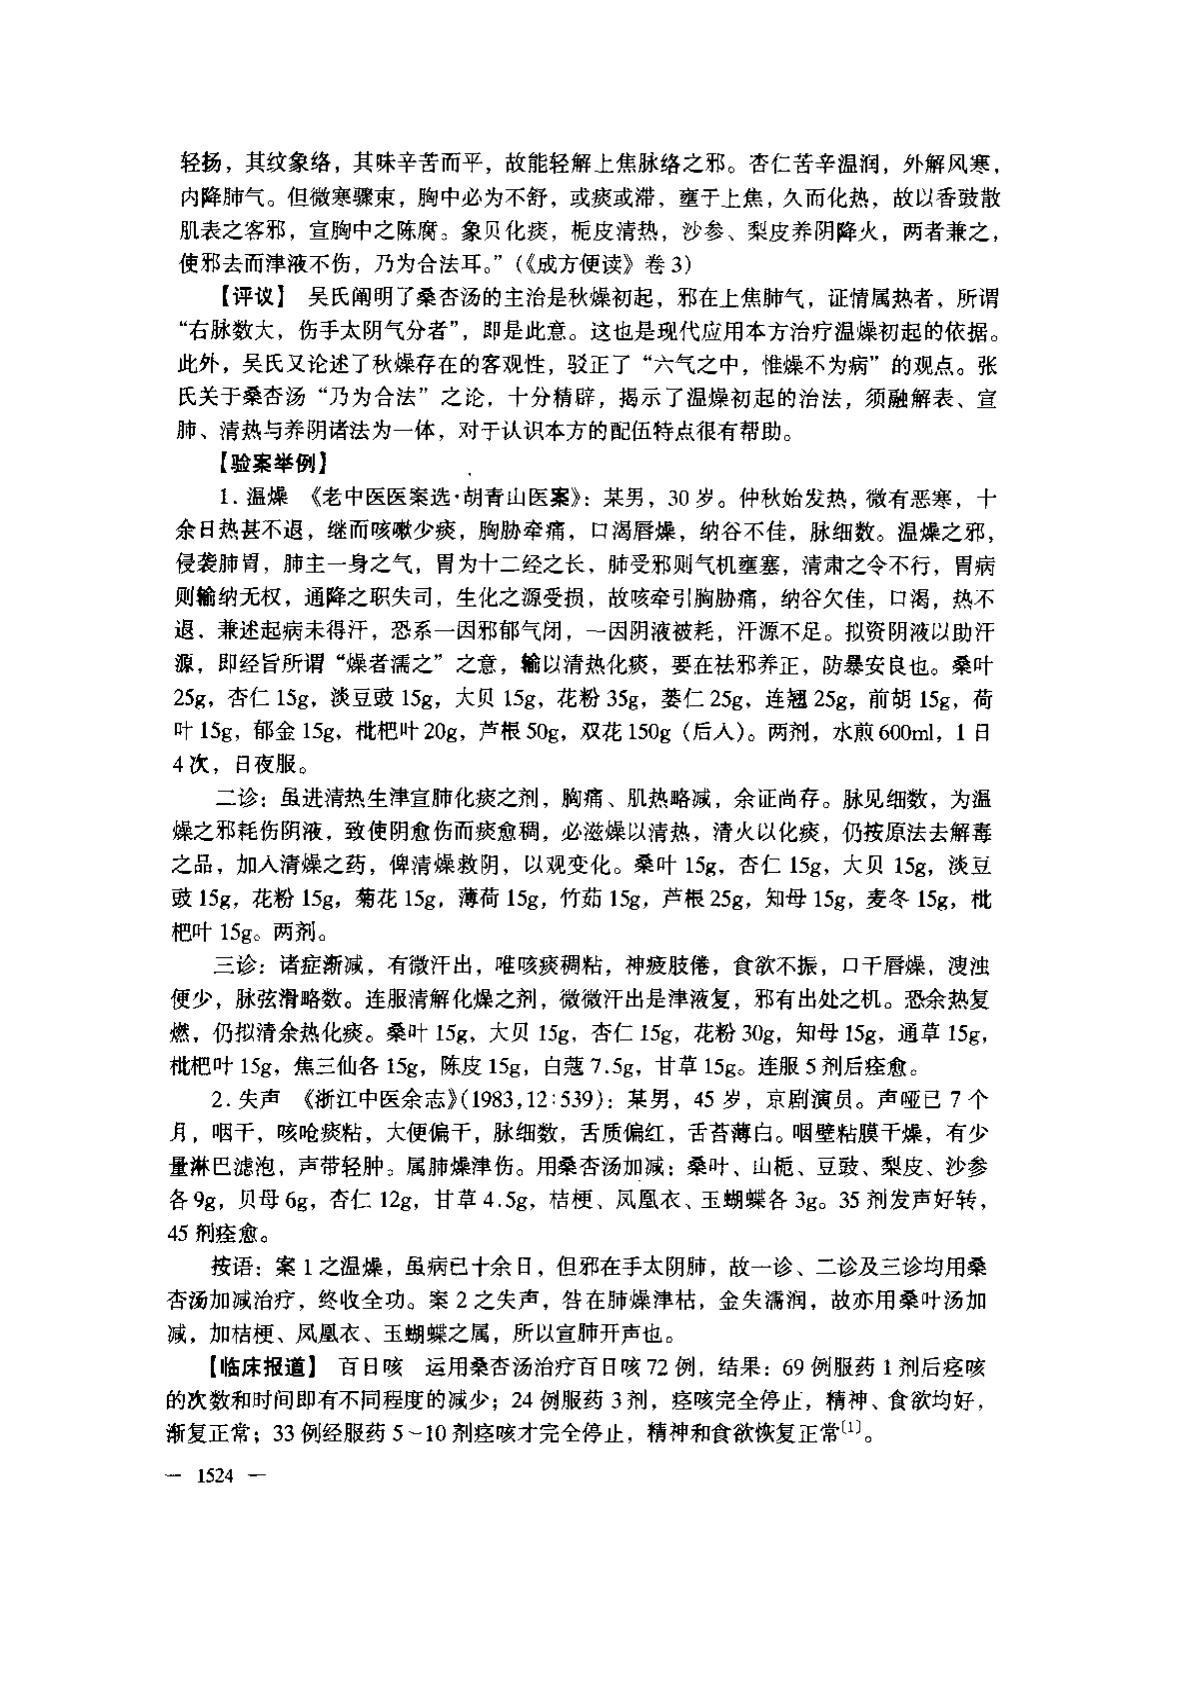 轻扬，其纹象络，其味辛苦而平，故能轻解上焦脉络之邪。杏仁苦辛温润，外解风寒，
内降肺气。但微寒骤束，胸中必为不舒，或痰或滞，壅于上焦，久而化热，故以香豉散
肌表之客邪，宣胸中之陈腐。象贝化痰，栀皮清热，沙参、梨皮养阴降火，两者兼之，
使邪去而津液不伤，乃为合法耳。”（《成方便读》卷 3）
【评议】 吴氏阐明了桑杏汤的主治是秋燥初起，邪在上焦肺气，证情属热者，所谓
“右脉数大，伤手太阴气分者”，即是此意。这也是现代应用本方治疗温燥初起的依据。
此外，吴氏又论述了秋燥存在的客观性，驳正了“六气之中，惟燥不为病”的观点。张
氏关于桑杏汤“乃为合法”之论，十分精辟，揭示了温燥初起的治法，须融解表、宣
肺、清热与养阴诸法为一体，对于认识本方的配伍特点很有帮助。
【验案举例】
1. 温燥 《老中医医案选·胡青山医案》：某男，30 岁。仲秋始发热，微有恶寒，十
余日热甚不退，继而咳嗽少痰，胸胁牵痛，口渴唇燥，纳谷不佳，脉细数。温燥之邪，
侵袭肺胃，肺主一身之气，胃为十二经之长，肺受邪则气机壅塞，清肃之令不行，胃病
则输纳无权，通降之职失司，生化之源受损，故咳牵引胸胁痛，纳谷欠佳，口渴，热不
退．兼述起病未得汗，恐系一因邪郁气闭，一因阴液被耗，汗源不足。拟资阴液以助汗
源，即经旨所谓“燥者濡之”之意，输以清热化痰，要在祛邪养正，防暴安良也。桑叶
25g，杏仁 15g，淡豆豉 15g，大贝 15g，花粉 35g，蒌仁 25g，连翘 25g，前胡 15g，荷
叶 15g，郁金 15g，枇杷叶 20g，芦根 50g，双花 150g（后入）。两剂，水煎 600ml，1 日
4 次，日夜服。
二诊：虽进清热生津宣肺化痰之剂，胸痛、肌热略减，余证尚存。脉见细数，为温
燥之邪耗伤阴液，致使阴愈伤而痰愈稠，必滋燥以清热，清火以化痰，仍按原法去解毒
之品，加入清燥之药，俾清燥救阴，以观变化。桑叶 15g，杏仁 15g，大贝 15g，淡豆
豉 15g，花粉 15g，菊花 15g，薄荷 15g，竹茹 15g，芦根 25g，知母 15g，麦冬 15g，枇
杷叶 15g。两剂。
三诊：诸症渐减，有微汗出，唯咳痰稠粘，神疲肢倦，食欲不振，口干唇燥，溲浊
便少，脉弦滑略数。连服清解化燥之剂，微微汗出是津液复，邪有出处之机。恐余热复
燃，仍拟清余热化痰。桑叶 15g，大贝 15g，杏仁 15g，花粉 30g，知母 15g，通草 15g，
枇杷叶 15g，焦三仙各 15g，陈皮 15g，白蔻 7.5g，甘草 15g。连服 5 剂后痊愈。
2. 失声 《浙江中医杂志》(1983,12:539)：某男，45 岁，京剧演员。声哑已 7 个
月，咽干，咳呛痰粘，大便偏干，脉细数，舌质偏红，舌苔薄白。咽壁粘膜干燥，有少
量淋巴滤泡，声带轻肿。属肺燥津伤。用桑杏汤加减：桑叶、山栀、豆豉、梨皮、沙参
各 9g，贝母 6g，杏仁 12g，甘草 4.5g，桔梗、凤凰衣、玉蝴蝶各 3g。35 剂发声好转，
45 剂痊愈。
按语：案 1 之温燥，虽病已十余日，但邪在手太阴肺，故一诊、二诊及三诊均用桑
杏汤加减治疗，终收全功。案 2 之失声，咎在肺燥津枯，金失濡润，故亦用桑叶汤加
减，加桔梗、凤凰衣、玉蝴蝶之属，所以宣肺开声也。
【临床报道】 百日咳 运用桑杏汤治疗百日咳 72 例，结果：69 例服药 1 剂后痉咳
的次数和时间即有不同程度的减少；24 例服药 3 剂，痉咳完全停止，精神、食欲均好，
渐复正常；33 例经服药 5～10 剂痉咳才完全停止，精神和食欲恢复正常〔1〕。
— 1524 —